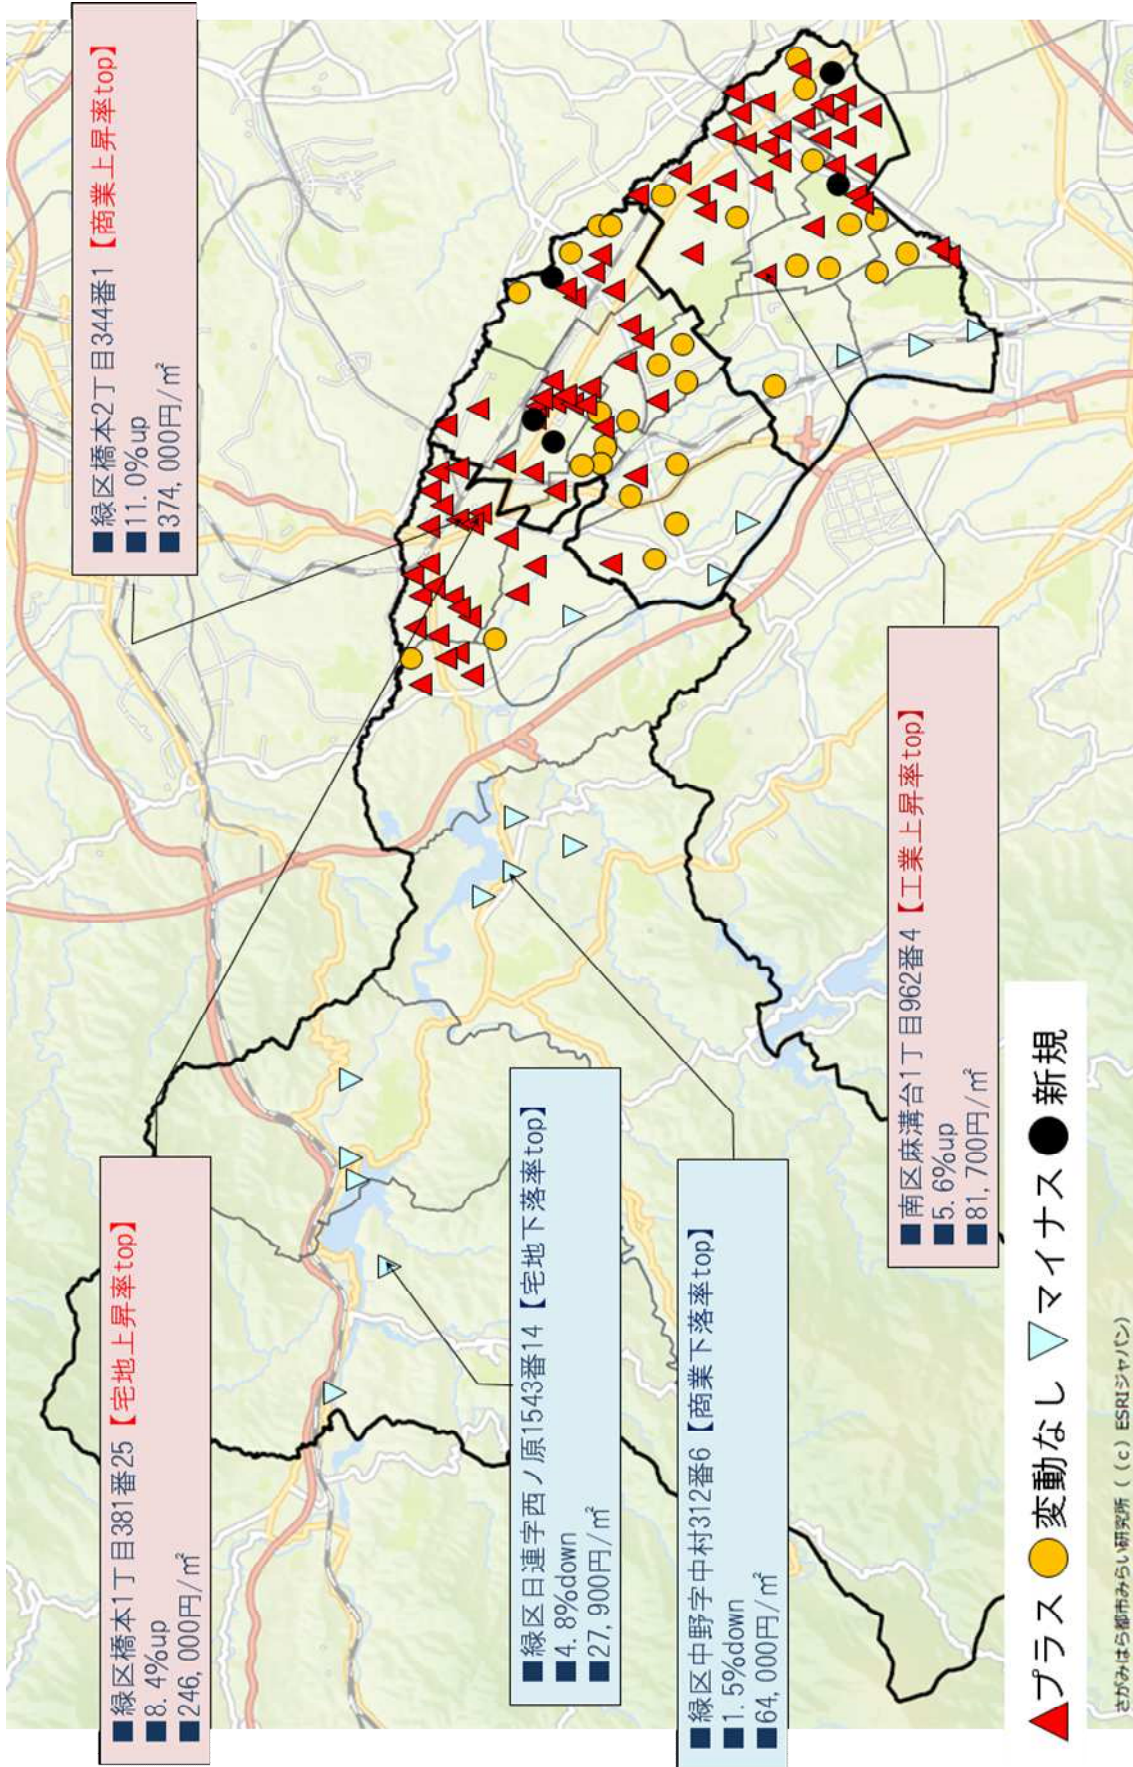 ■緑区橋本1丁目381番25【宅地上昇率top】
■8.4%up
■246,000円/㎡
■緑区橋本2丁目344番1【商業上昇率top】
■11.0%up
■374,000円/㎡
■緑区日連字西ノ原1543番14【宅地下落率top】
■4.8%down
■27,900円/㎡
■緑区中野字中村312番6【商業下落率top】
■1.5%down
■64,000円/㎡
■南区麻溝台1丁目962番4【工業上昇率top】
■5.6%up
■81,700円/㎡
▲プラス ●変動なし ▽マイナス ●新規
さがみはら都市みらい研究所（（c）ESRIジャパン）